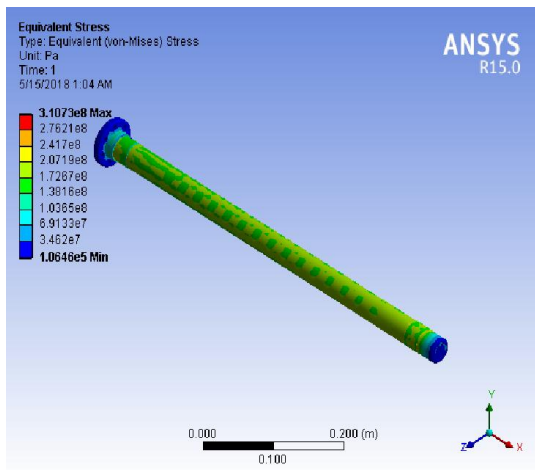 Equivalent Stress
Type: Equivalent (von-Mises) Stress
Unit: Pa
Time: 1
5/15/2018 1:04 AM
ANSYS
R15.0
3.1073e8 Max
2.7621e8
2.417e8
2.0719e8
1.7267e8
1.3816e8
1.0365e8
6.9133e7
3.462e7
1.0646e5 Min
0.000
0.200 (m)
0.100
Y
Z
X